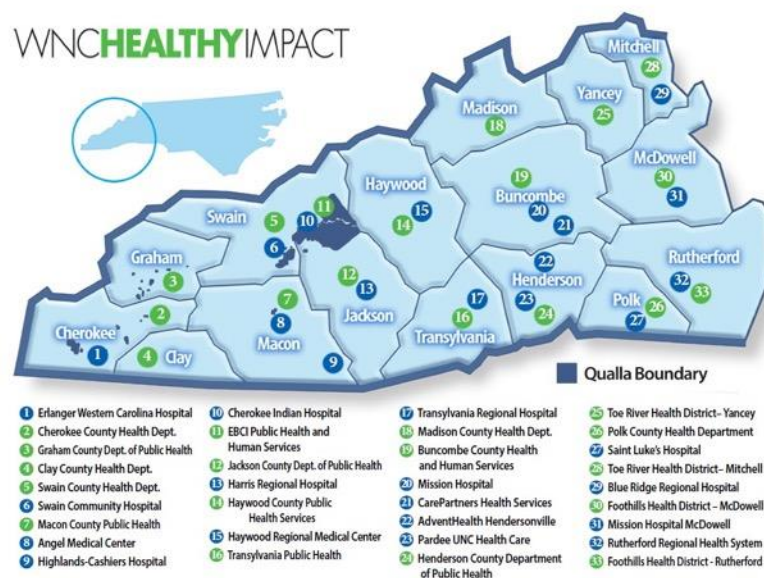 WNCHEALTHYIMPACT
Mitchell
28
29
Yancey
25
Madison
18
McDowell
30
31
Haywood
15
14
19
Buncombe
20
21
Swain
5
6
11
10
Graham
3
2
Cherokee
1
4
Clay
7
8
Macon
9
12
13
Jackson
17
16
Transylvania
22
Henderson
23
24
Rutherford
32
33
Polk
26
27
Qualla Boundary
1 Erlanger Western Carolina Hospital
2 Cherokee County Health Dept.
3 Graham County Dept. of Public Health
4 Clay County Health Dept.
5 Swain County Health Dept.
6 Swain Community Hospital
7 Macon County Public Health
8 Angel Medical Center
9 Highlands-Cashiers Hospital
10 Cherokee Indian Hospital
11 EBCI Public Health and
Human Services
12 Jackson County Dept. of Public Health
13 Harris Regional Hospital
14 Haywood County Public
Health Services
15 Haywood Regional Medical Center
16 Transylvania Public Health
17 Transylvania Regional Hospital
18 Madison County Health Dept.
19 Buncombe County Health
and Human Services
20 Mission Hospital
21 CarePartners Health Services
22 AdventHealth Hendersonville
23 Pardee UNC Health Care
24 Henderson County Department
of Public Health
25 Toe River Health District– Yancey
26 Polk County Health Department
27 Saint Luke's Hospital
28 Toe River Health District– Mitchell
29 Blue Ridge Regional Hospital
30 Foothills Health District – McDowell
31 Mission Hospital McDowell
32 Rutherford Regional Health System
33 Foothills Health District - Rutherford